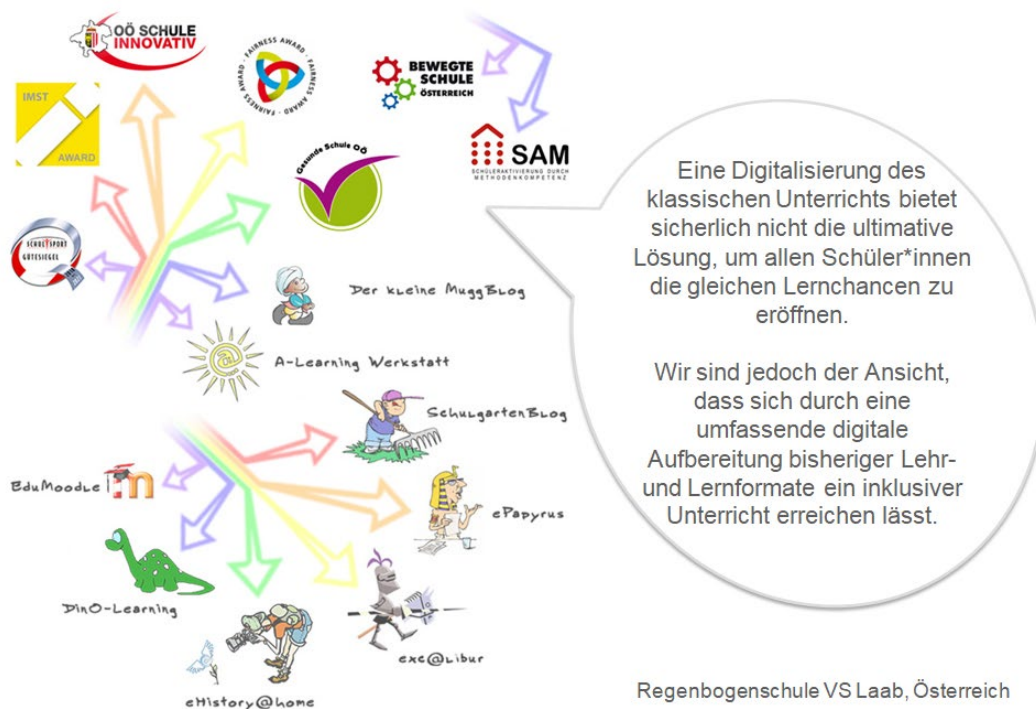 OÖ SCHULE
INNOVATIV
FAIRNESS AWARD · FAIRNESS AWARD · FAIRNESS AWARD ·
BEWEGTE
SCHULE
ÖSTERREICH
IMST
AWARD
Gesunde Schule OÖ
SAM
SCHÜLERAKTIVIERUNG DURCH
METHODENKOMPETENZ
SCHULSPORT
GÜTESIEGEL
Der kleine MuggBlog
@
A-Learning Werkstatt
SchulgartenBlog
EduMoodle
m
ePapyrus
DinO-Learning
exc@Libur
eHistory@home
Eine Digitalisierung des
klassischen Unterrichts bietet
sicherlich nicht die ultimative
Lösung, um allen Schüler*innen
die gleichen Lernchancen zu
eröffnen.
Wir sind jedoch der Ansicht,
dass sich durch eine
umfassende digitale
Aufbereitung bisheriger Lehr-
und Lernformate ein inklusiver
Unterricht erreichen lässt.
Regenbogenschule VS Laab, Österreich